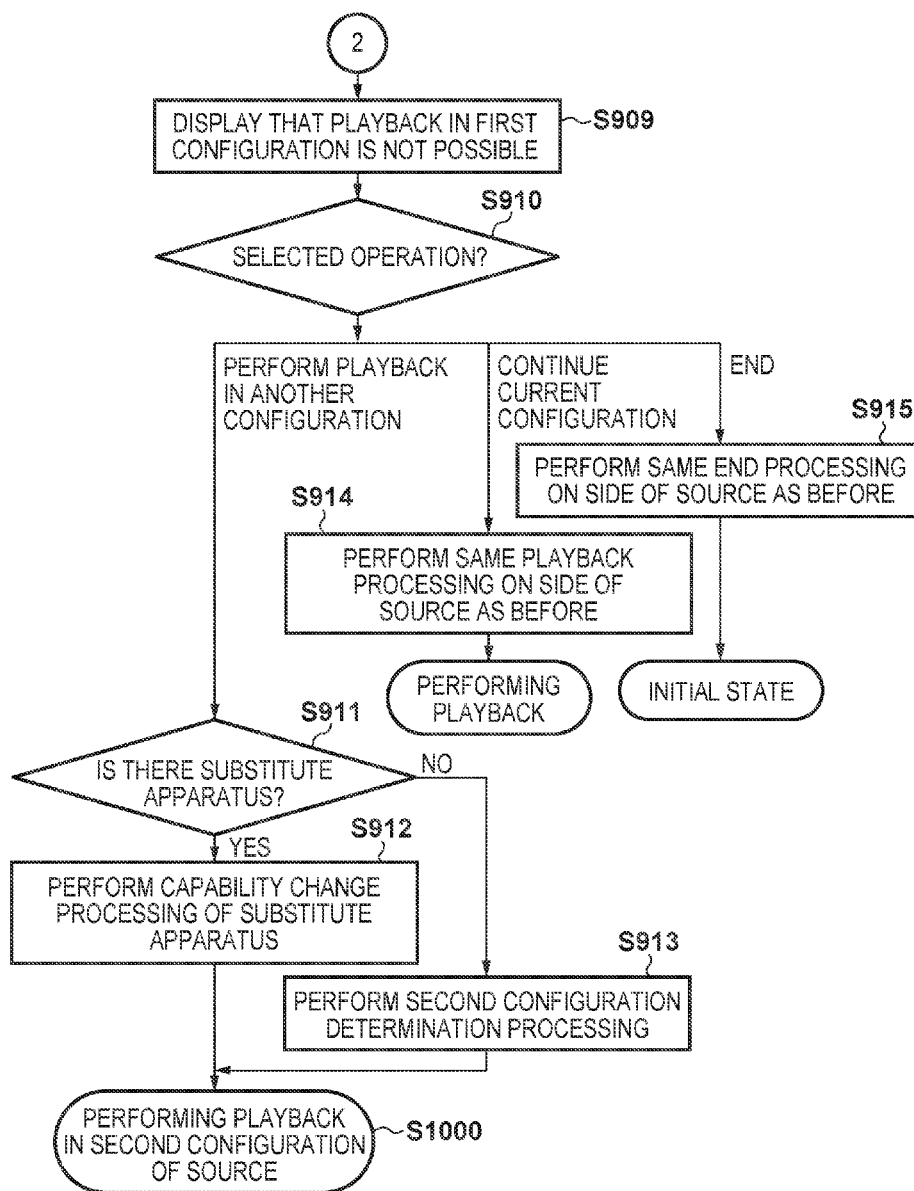 2
DISPLAY THAT PLAYBACK IN FIRST
CONFIGURATION IS NOT POSSIBLE
S909
S910
SELECTED OPERATION?
PERFORM PLAYBACK
IN ANOTHER
CONFIGURATION
CONTINUE
CURRENT
CONFIGURATION
END
S915
PERFORM SAME END PROCESSING
ON SIDE OF SOURCE AS BEFORE
S914
PERFORM SAME PLAYBACK
PROCESSING ON SIDE OF
SOURCE AS BEFORE
PERFORMING
PLAYBACK
INITIAL STATE
S911
IS THERE SUBSTITUTE
APPARATUS?
NO
YES
S912
PERFORM CAPABILITY CHANGE
PROCESSING OF SUBSTITUTE
APPARATUS
S913
PERFORM SECOND CONFIGURATION
DETERMINATION PROCESSING
PERFORMING PLAYBACK
IN SECOND CONFIGURATION
OF SOURCE
S1000